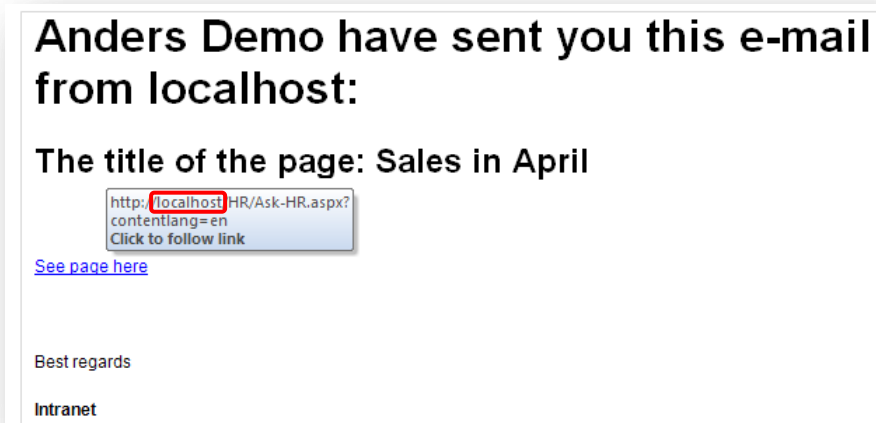 Anders Demo have sent you this e-mail
from localhost:
The title of the page: Sales in April
http://localhost/HR/Ask-HR.aspx?
contentlang=en
Click to follow link
See page here
Best regards
Intranet